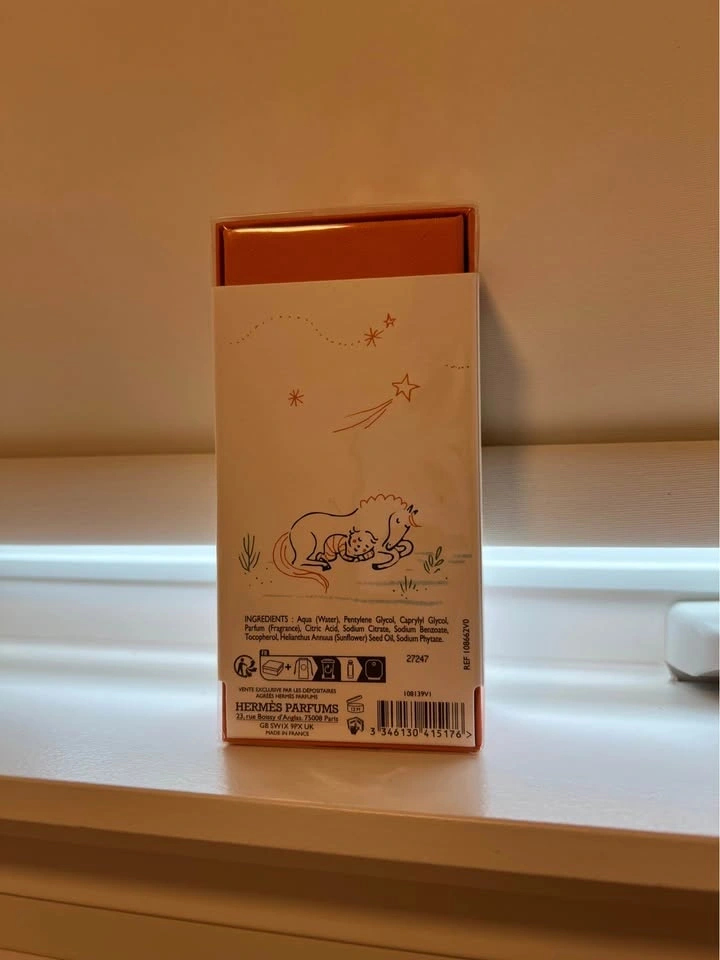 INGREDIENTS : Aqua (Water), Pentylene Glycol, Caprylyl Glycol,
Parfum (Fragrance), Citric Acid, Sodium Citrate, Sodium Benzoate,
Tocopherol, Helianthus Annuus (Sunflower) Seed Oil, Sodium Phytate.
REF 108662V0
FR
+
27247
VENTE EXCLUSIVE PAR LES DÉPOSITAIRES
AGRÉÉS HERMÈS PARFUMS
HERMÈS PARFUMS
23, rue Boissy d'Anglas, 75008 Paris
GB SW1X 9PX UK
MADE IN FRANCE
12 M
108139V1
3 346130 415176 >